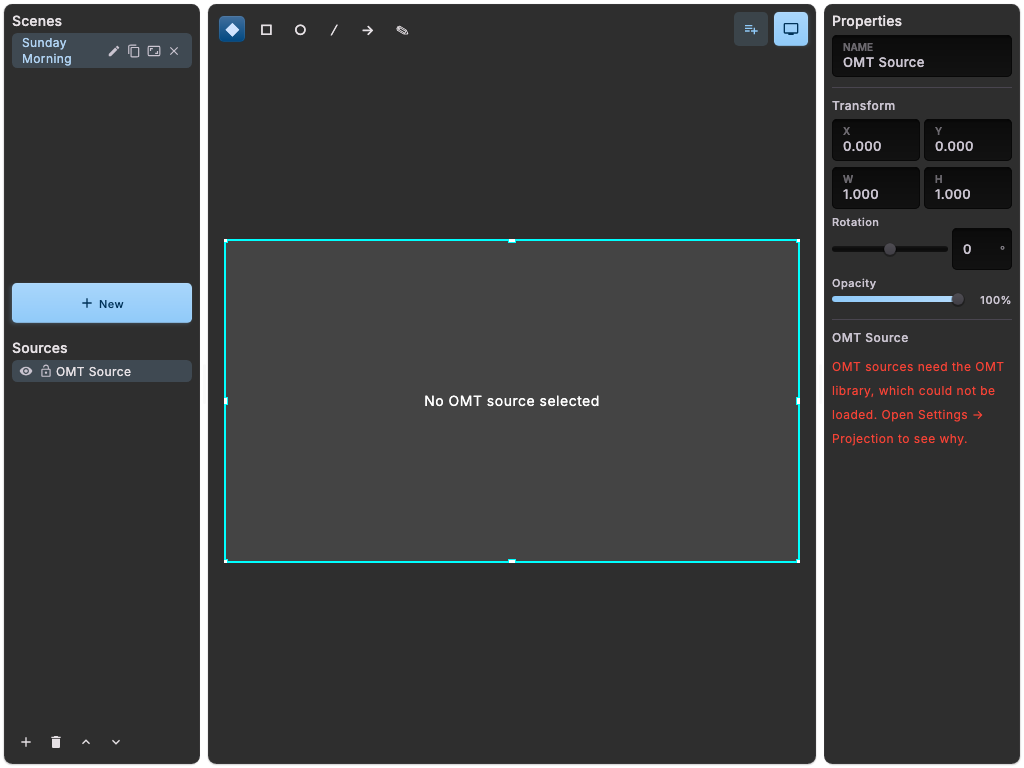 Scenes
Sunday
Morning
New
Sources
OMT Source
No OMT source selected
Properties
NAME
OMT Source
Transform
X
0.000
Y
0.000
W
1.000
H
1.000
Rotation
0 °
Opacity
100%
OMT Source
OMT sources need the OMT
library, which could not be
loaded. Open Settings →
Projection to see why.